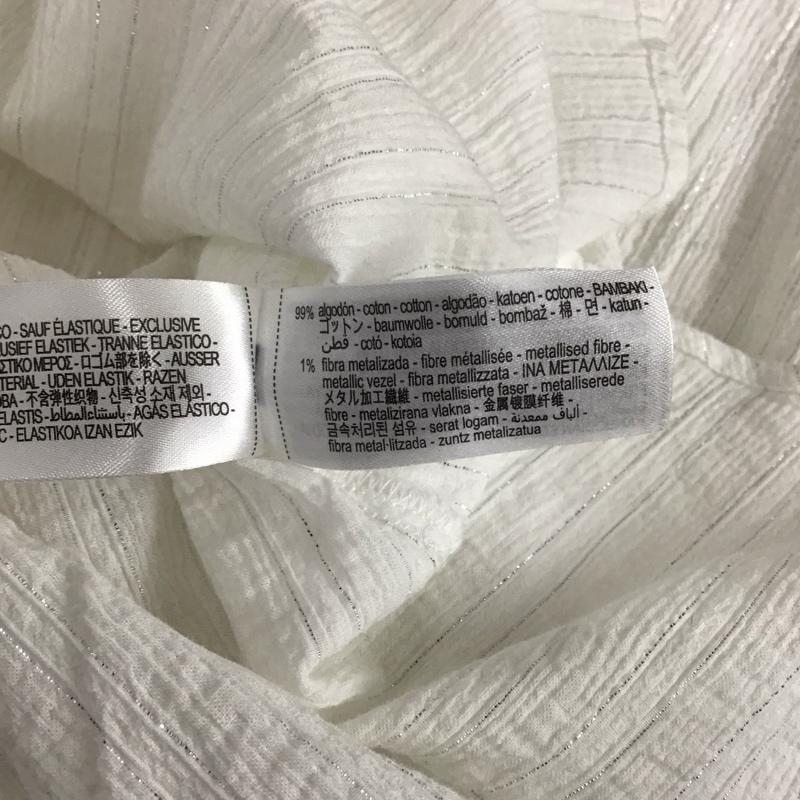 CO - SAUF ÉLASTIQUE - EXCLUSIVE
USIEF ELASTIEK - TRANNE ELASTICO -
ΣΤΙΚΟ ΜΕΡΟΣ - ロゴム部を除く - AUSSER
TERIAL - UDEN ELASTIK - RAZEN
OBA - 不含弹性织物 - 신축성 소재 제외 -
ELASTIS - باستثناء المطاط - AGAS ELÁSTICO -
C - ELASTIKOA IZAN EZIK
99% algodón - coton - cotton - algodão - katoen - cotone - ΒΑΜΒΑΚΙ -
コットン - baumwolle - bomuld - bombaž - 棉 - 면 - katun -
قطن - cotó - kotoia
1% fibra metalizada - fibre métallisée - metallised fibre -
metallic vezel - fibra metallizzata - ΙΝΑ ΜΕΤΑΛΛΙΖΕ -
メタル加工繊維 - metallisierte faser - metalliserede
fibre - metalizirana vlakna - 金属镀膜纤维 -
금속처리된 섬유 - serat logam - ألياف ممعدنة -
fibra metal·litzada - zuntz metalizatua